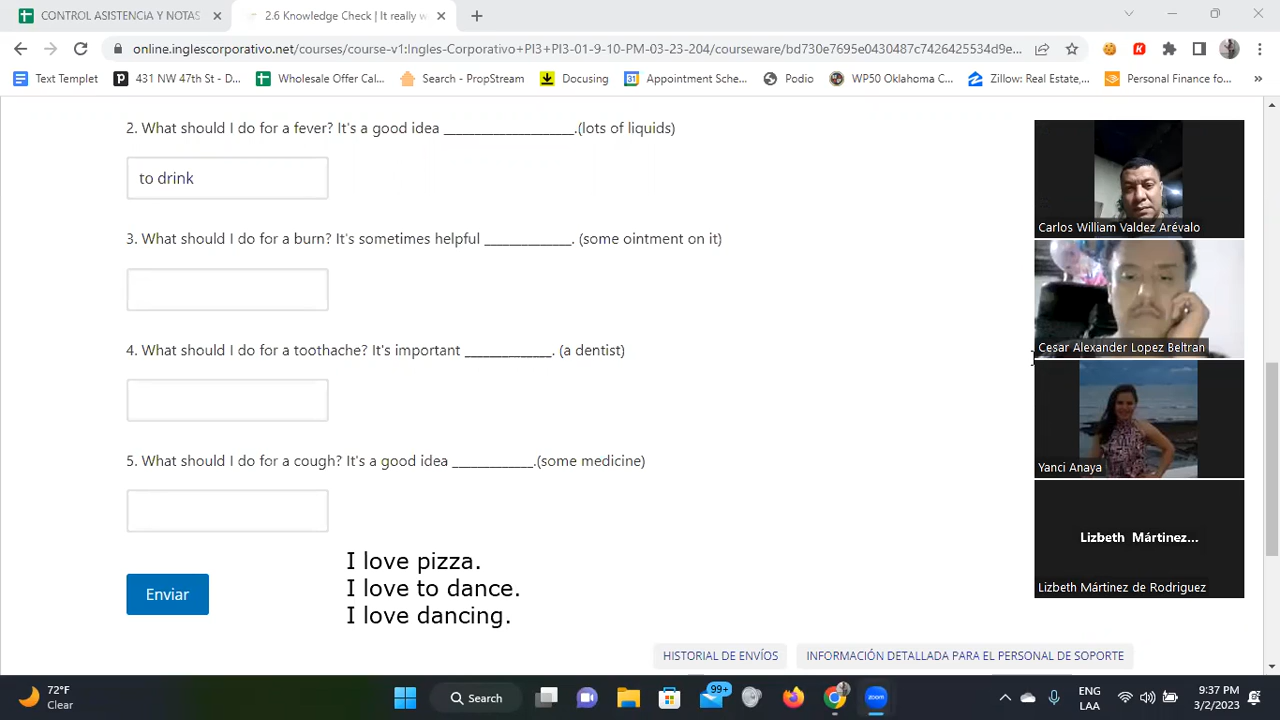 CONTROL ASISTENCiA Y NOTAS
2.6 Knowledge Check | It really w
online.inglescorporativo.net/courses/course-v1:Ingles-Corporativo+PI3+PI3-01-9-10-PM-03-23-204/courseware/bd730e7695e0430487c7426425534d9e...
Text Templet
431 NW 47th St - D...
Wholesale Offer Cal...
Search - PropStream
Docusing
Appointment Sche...
Podio
WP50 Oklahoma C...
Zillow: Real Estate,...
Personal Finance fo...
»
2. What should I do for a fever? It's a good idea ____________________.(lots of liquids)
to drink
3. What should I do for a burn? It's sometimes helpful _____________. (some ointment on it)
4. What should I do for a toothache? It's important _____________. (a dentist)
5. What should I do for a cough? It's a good idea ____________.(some medicine)
I love pizza.
I love to dance.
I love dancing.
Enviar
HISTORIAL DE ENVÍOS
INFORMACIÓN DETALLADA PARA EL PERSONAL DE SOPORTE
Carlos William Valdez Arévalo
Cesar Alexander Lopez Beltran
Yanci Anaya
Lizbeth Mártinez...
Lizbeth Mártinez de Rodriguez
72°F
Clear
Search
99+
zoom
ENG
LAA
9:37 PM
3/2/2023